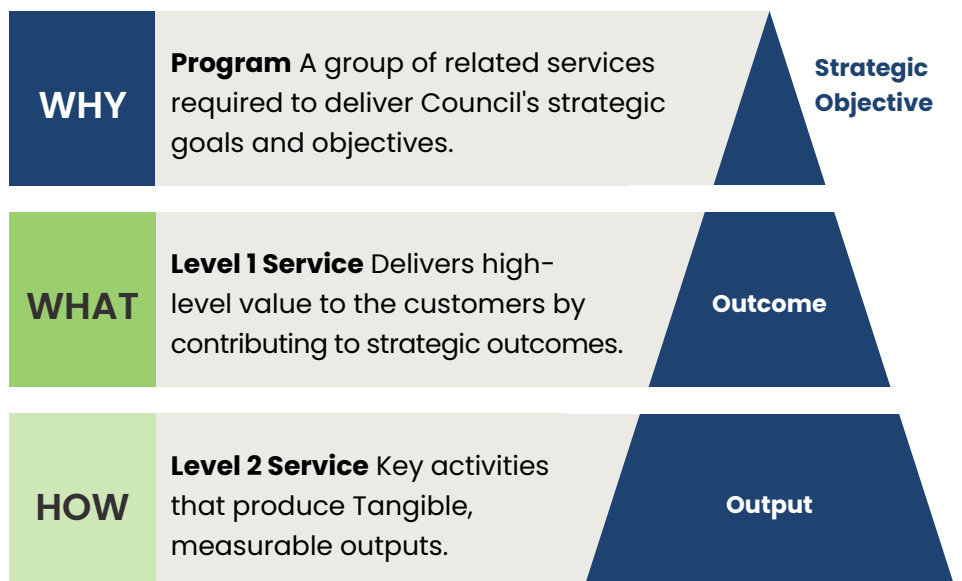 WHY
Program A group of related services
required to deliver Council's strategic
goals and objectives.
Strategic
Objective
WHAT
Level 1 Service Delivers high-
level value to the customers by
contributing to strategic outcomes.
Outcome
HOW
Level 2 Service Key activities
that produce Tangible,
measurable outputs.
Output